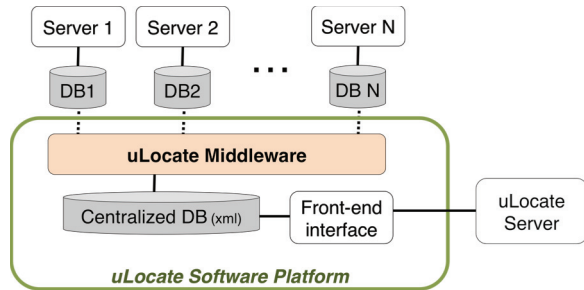 Server 1
Server 2
Server N
DB1
DB2
...
DB N
uLocate Middleware
Centralized DB (xml)
Front-end
interface
uLocate
Server
uLocate Software Platform